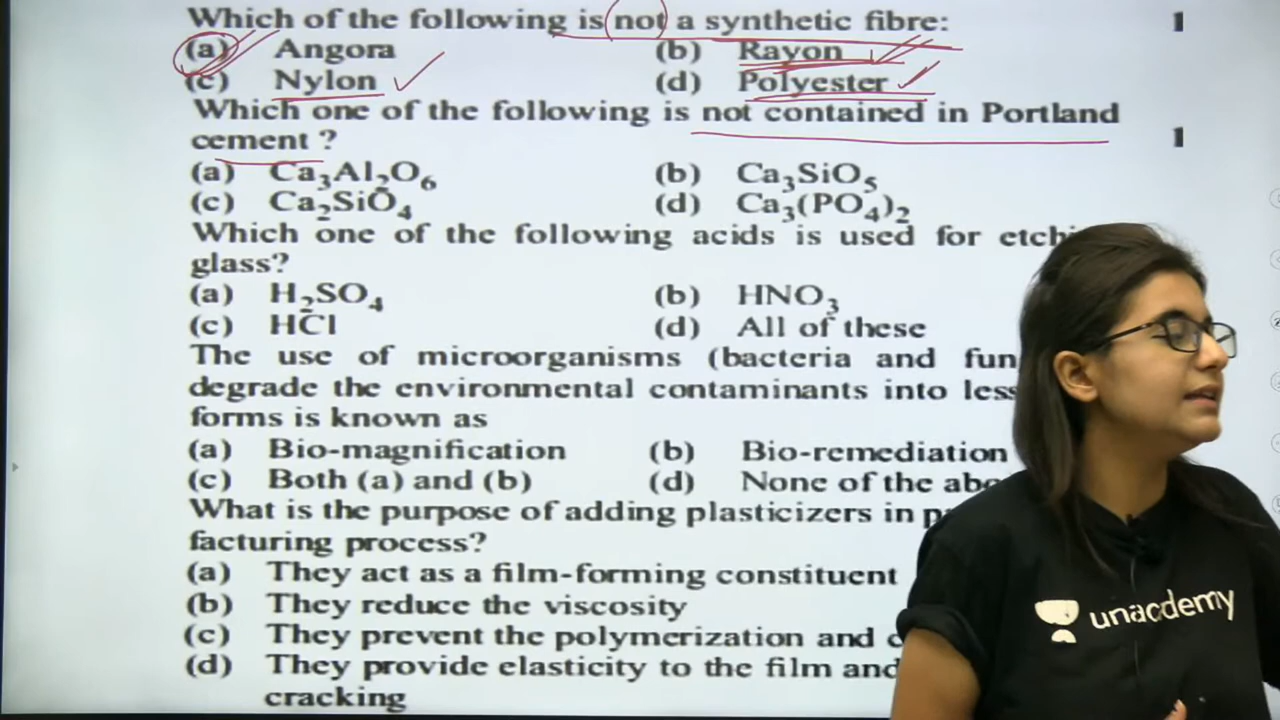 Which of the following is not a synthetic fibre: 1
(a) Angora (b) Rayon
(c) Nylon (d) Polyester
Which one of the following is not contained in Portland 1
cement ?
(a) Ca₃Al₂O₆ (b) Ca₃SiO₅
(c) Ca₂SiO₄ (d) Ca₃(PO₄)₂
Which one of the following acids is used for
glass?
(a) H₂SO₄ (b) HNO₃
(c) HCl (d) All of these
The use of microorganisms (bacteria and
degrade the environmental contaminants into
forms is known as
(a) Bio-magnification (b) Bio-remediation
(c) Both (a) and (b) (d) None of the
What is the purpose of adding plasticizers in
facturing process?
(a) They act as a film-forming constituent
(b) They reduce the viscosity
(c) They prevent the polymerization and
(d) They provide elasticity to the film and
cracking
unacademy